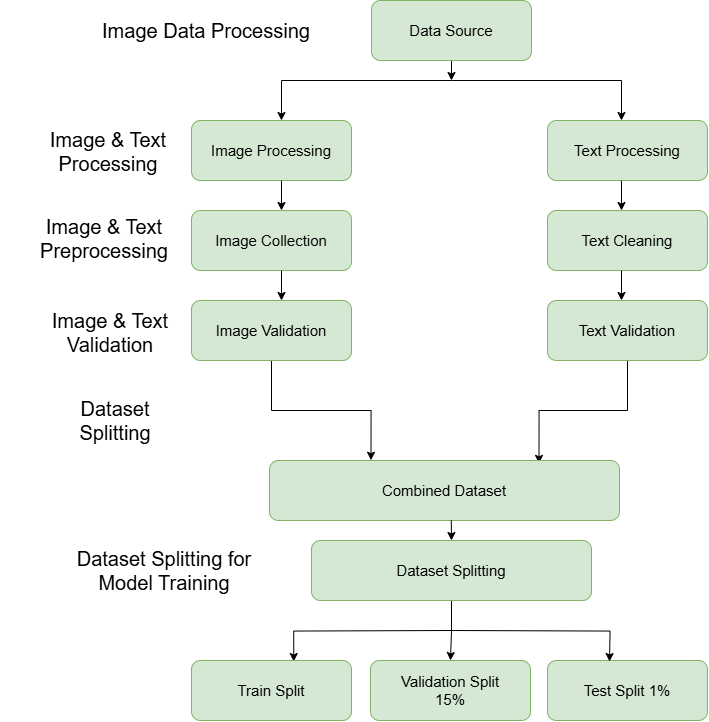 Image Data Processing
Data Source
Image & Text
Processing
Image Processing
Text Processing
Image & Text
Preprocessing
Image Collection
Text Cleaning
Image & Text
Validation
Image Validation
Text Validation
Dataset
Splitting
Combined Dataset
Dataset Splitting for
Model Training
Dataset Splitting
Train Split
Validation Split
15%
Test Split 1%